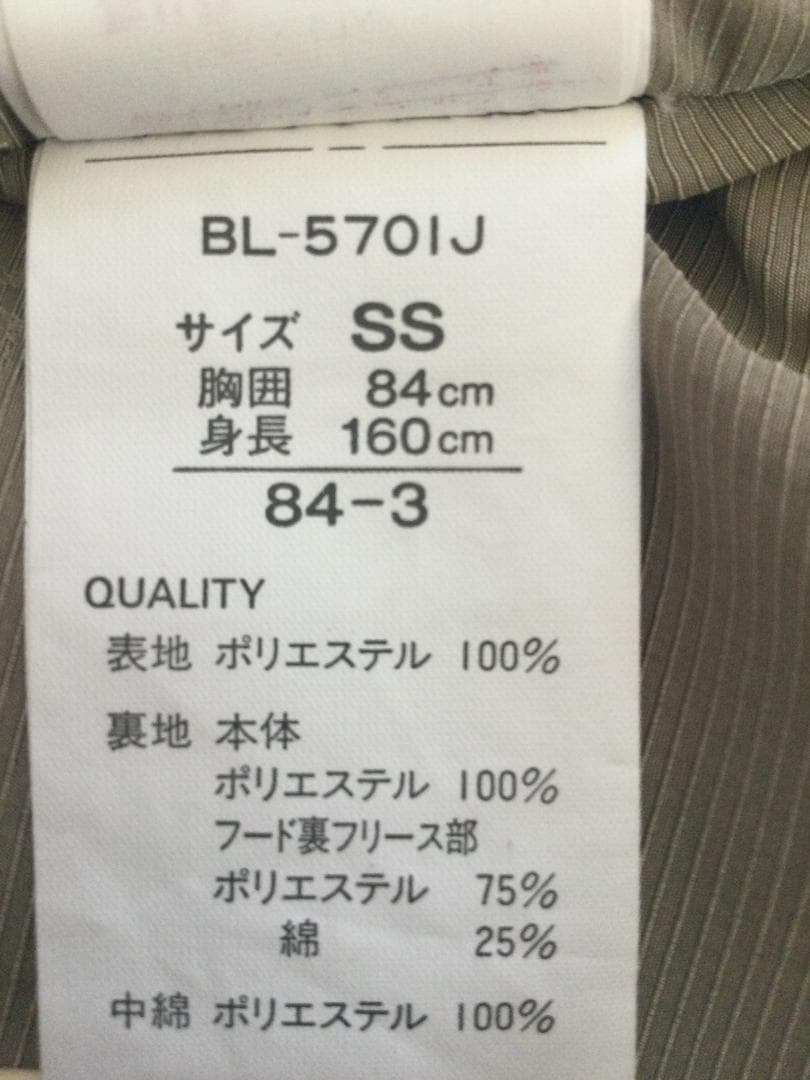 BL-5701J
サイズ SS
胸囲 84cm
身長 160cm
84-3
QUALITY
表地 ポリエステル 100%
裏地 本体
ポリエステル 100%
フード裏フリース部
ポリエステル 75%
綿 25%
中綿 ポリエステル 100%